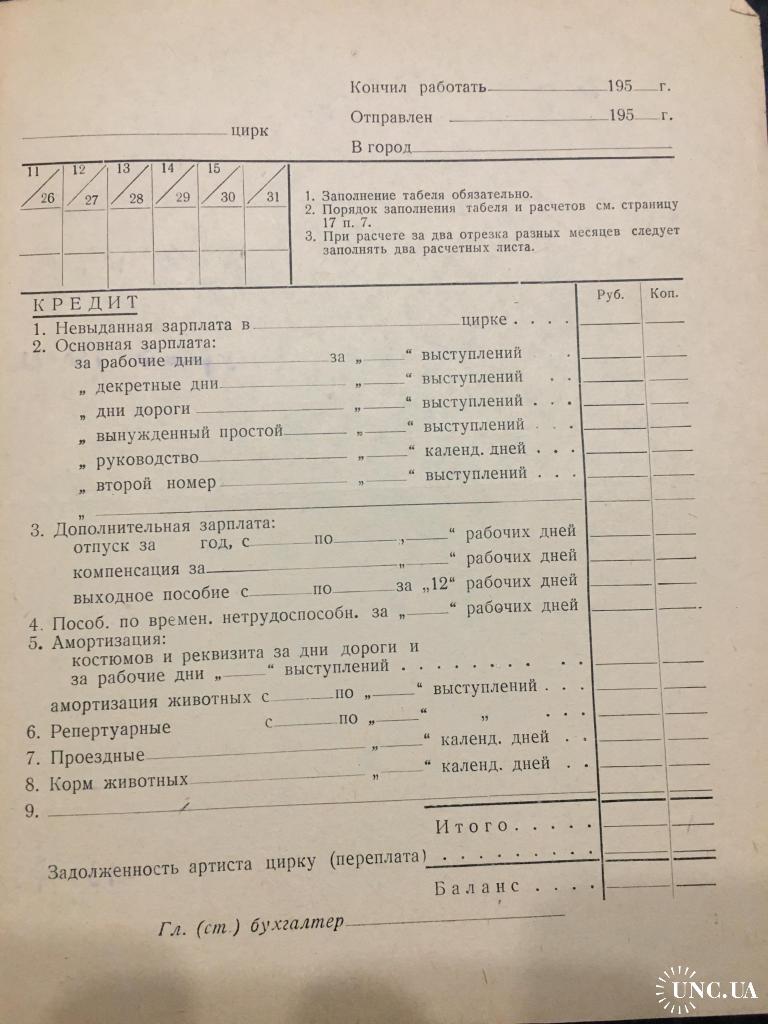 Кончил работать 195 г.
Отправлен 195 г.
цирк
В город
11/26 12/27 13/28 14/29 15/30 /31
1. Заполнение табеля обязательно.
2. Порядок заполнения табеля и расчетов см. страницу
17 п. 7.
3. При расчете за два отрезка разных месяцев следует
заполнять два расчетных листа.
КРЕДИТ Руб. Коп.
1. Невыданная зарплата в цирке . . . .
2. Основная зарплата:
за рабочие дни за „ “ выступлений .
„ декретные дни „ “ выступлений . .
„ дни дороги „ “ выступлений . . .
„ вынужденный простой „ “ выступлений . . .
„ руководство „ “ календ. дней . . .
„ второй номер „ “ выступлений . . .
„
3. Дополнительная зарплата:
отпуск за год, с по „ “ рабочих дней
компенсация за „ “ рабочих дней
выходное пособие с по за „12“ рабочих дней
4. Пособ. по времен. нетрудоспособн. за „ “ рабочих дней
5. Амортизация:
костюмов и реквизита за дни дороги и
за рабочие дни „ “ выступлений . . . . . . . . .
амортизация животных с по „ “ выступлений . . .
6. Репертуарные с по „ “ „ . . .
7. Проездные „ “ календ. дней . .
8. Корм животных „ “ календ. дней . .
9.
Итого . . . . .
Задолженность артиста цирку (переплата) . . . . . . . . .
Баланс . . . .
Гл. (ст.) бухгалтер
UNC.UA